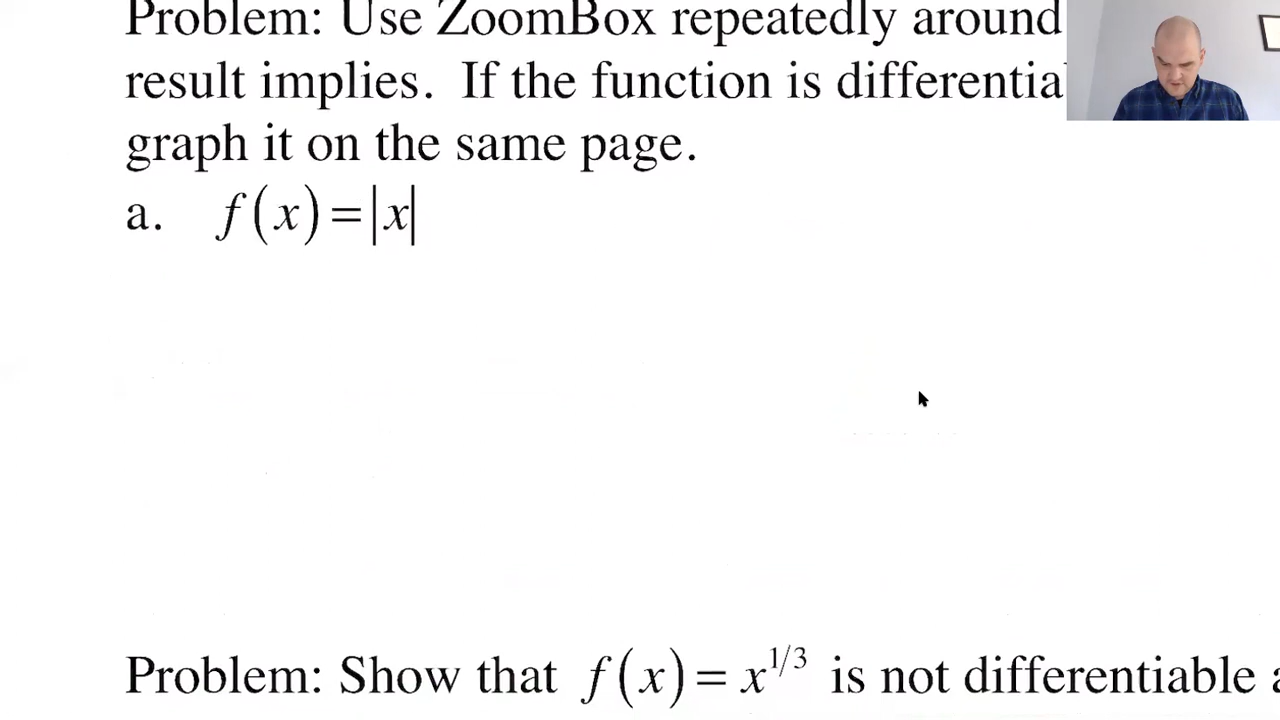 Problem: Use ZoomBox repeatedly around
result implies. If the function is differentia
graph it on the same page.
a. f(x)=|x|
Problem: Show that f(x)=x^{1/3} is not differentiable a